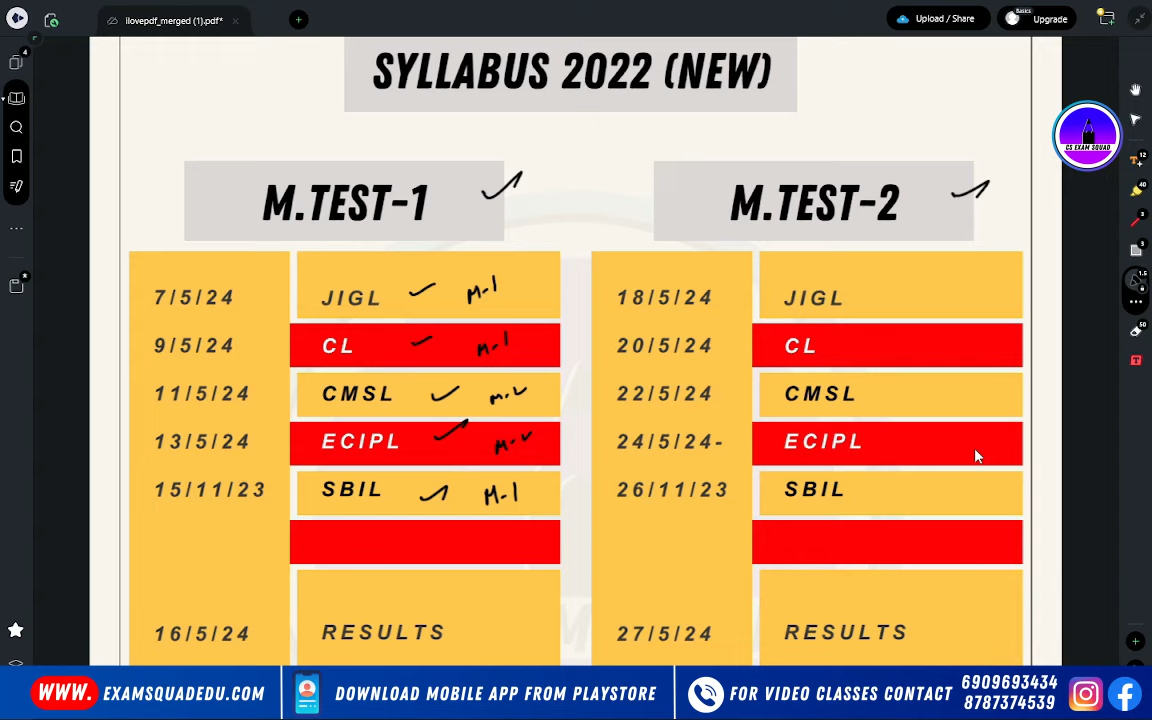 ilovepdf_merged (1).pdf*
Upload / Share
Basics
Upgrade
SYLLABUS 2022 (NEW)
CS EXAM SQUAD
M.TEST-1
M.TEST-2
7/5/24 JIGL M-1 18/5/24 JIGL
9/5/24 CL M-1 20/5/24 CL
11/5/24 CMSL 22/5/24 CMSL
13/5/24 ECIPL 24/5/24- ECIPL
15/11/23 SBIL M-1 26/11/23 SBIL
16/5/24 RESULTS 27/5/24 RESULTS
WWW. EXAMSQUADEDU.COM
DOWNLOAD MOBILE APP FROM PLAYSTORE
FOR VIDEO CLASSES CONTACT
6909693434
8787374539